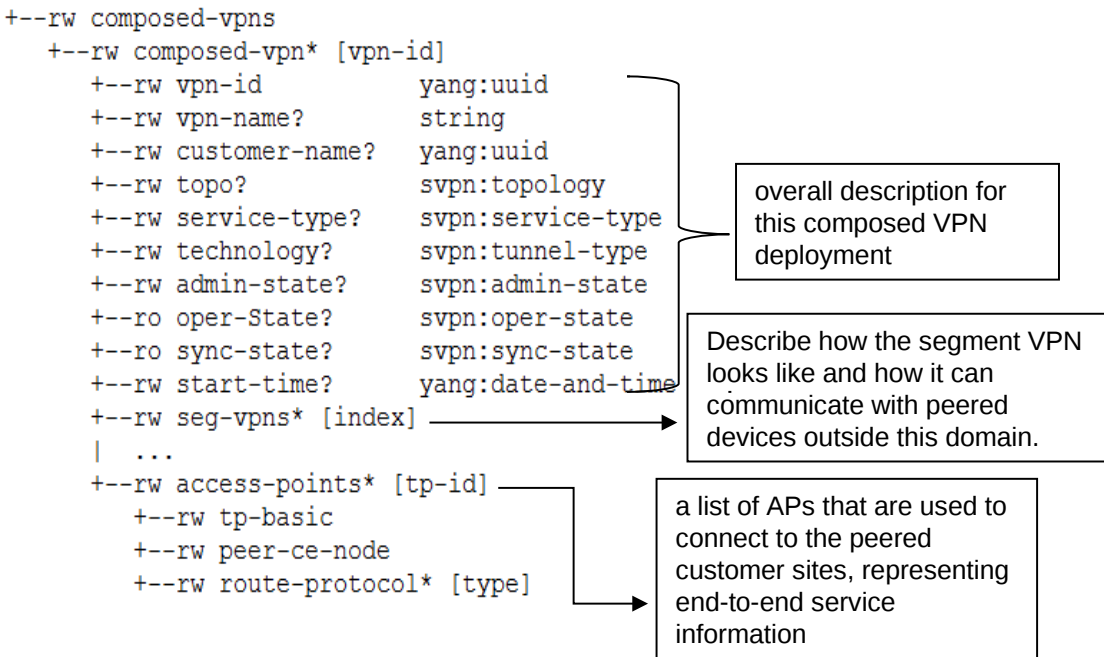 +--rw composed-vpns
+--rw composed-vpn* [vpn-id]
+--rw vpn-id yang:uuid
+--rw vpn-name? string
+--rw customer-name? yang:uuid
+--rw topo? svpn:topology
+--rw service-type? svpn:service-type
+--rw technology? svpn:tunnel-type
+--rw admin-state? svpn:admin-state
+--ro oper-State? svpn:oper-state
+--ro sync-state? svpn:sync-state
+--rw start-time? yang:date-and-time
+--rw seg-vpns* [index]
| ...
+--rw access-points* [tp-id]
+--rw tp-basic
+--rw peer-ce-node
+--rw route-protocol* [type]
overall description for
this composed VPN
deployment
Describe how the segment VPN
looks like and how it can
communicate with peered
devices outside this domain.
a list of APs that are used to
connect to the peered
customer sites, representing
end-to-end service
information